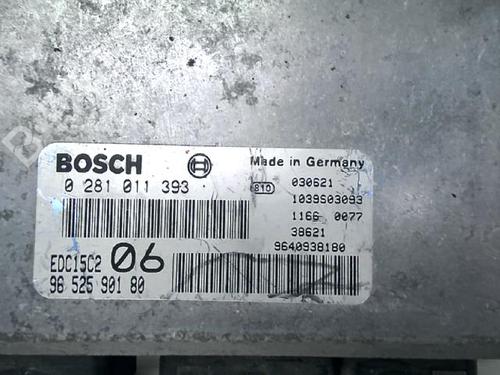 BOSCH
Made in Germany
0 281 011 393
810
030621
1039S03093
1166 0077
38621
9640938180
EDC15C2 06
96 525 901 80